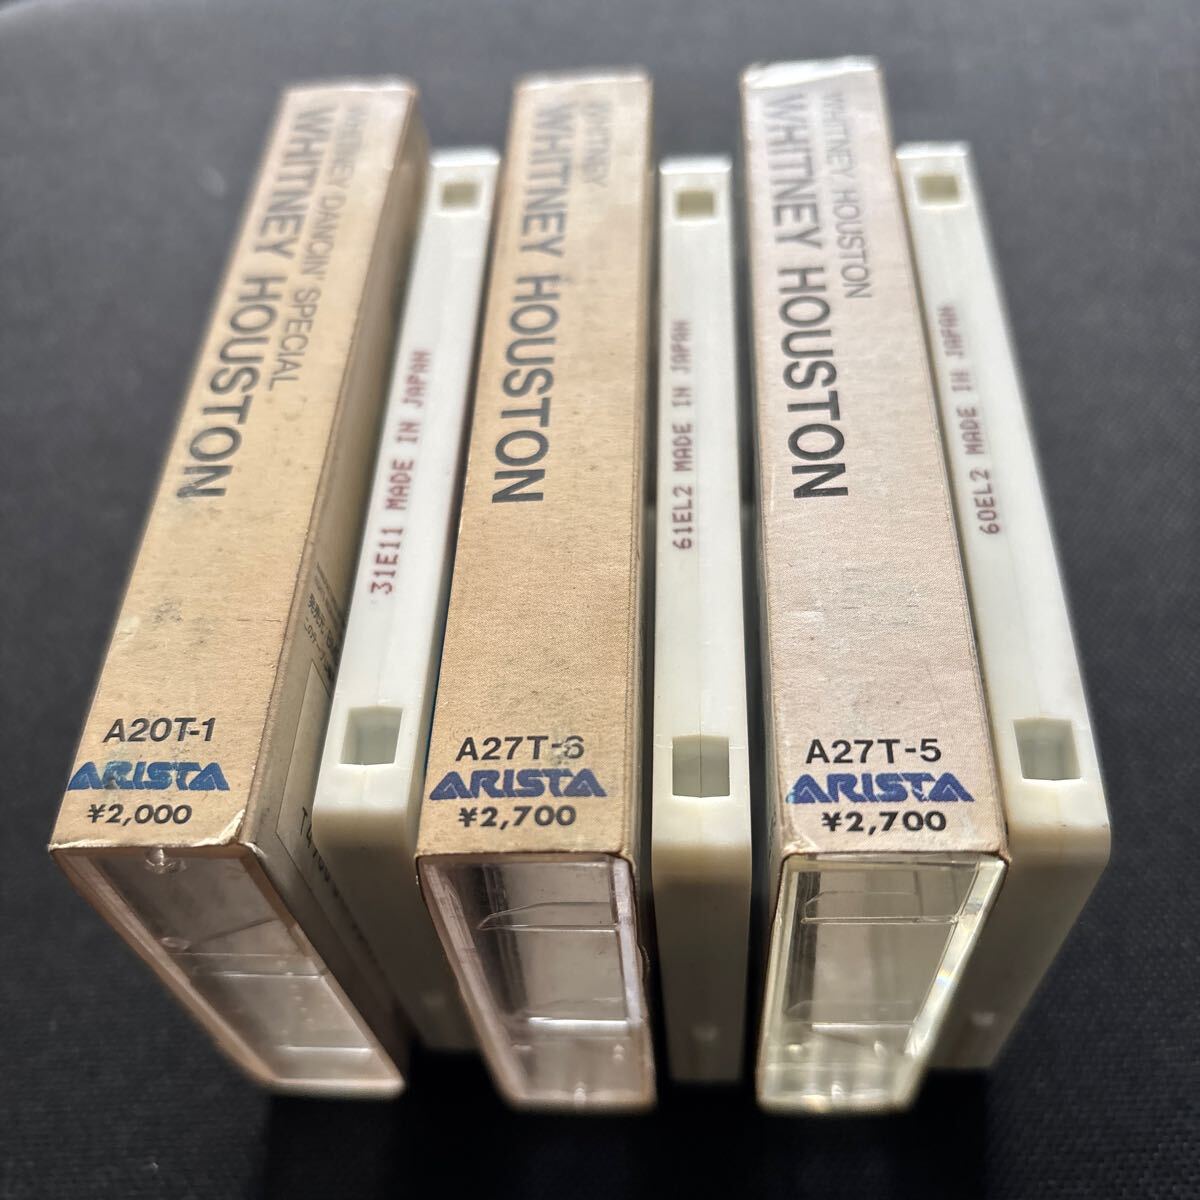 WHITNEY DANCIN' SPECIAL
WHITNEY HOUSTON
A20T-1
ARISTA
¥2,000
31E11 MADE IN JAPAN
WHITNEY
WHITNEY HOUSTON
A27T-6
ARISTA
¥2,700
61EL2 MADE IN JAPAN
WHITNEY HOUSTON
WHITNEY HOUSTON
A27T-5
ARISTA
¥2,700
60EL2 MADE IN JAPAN